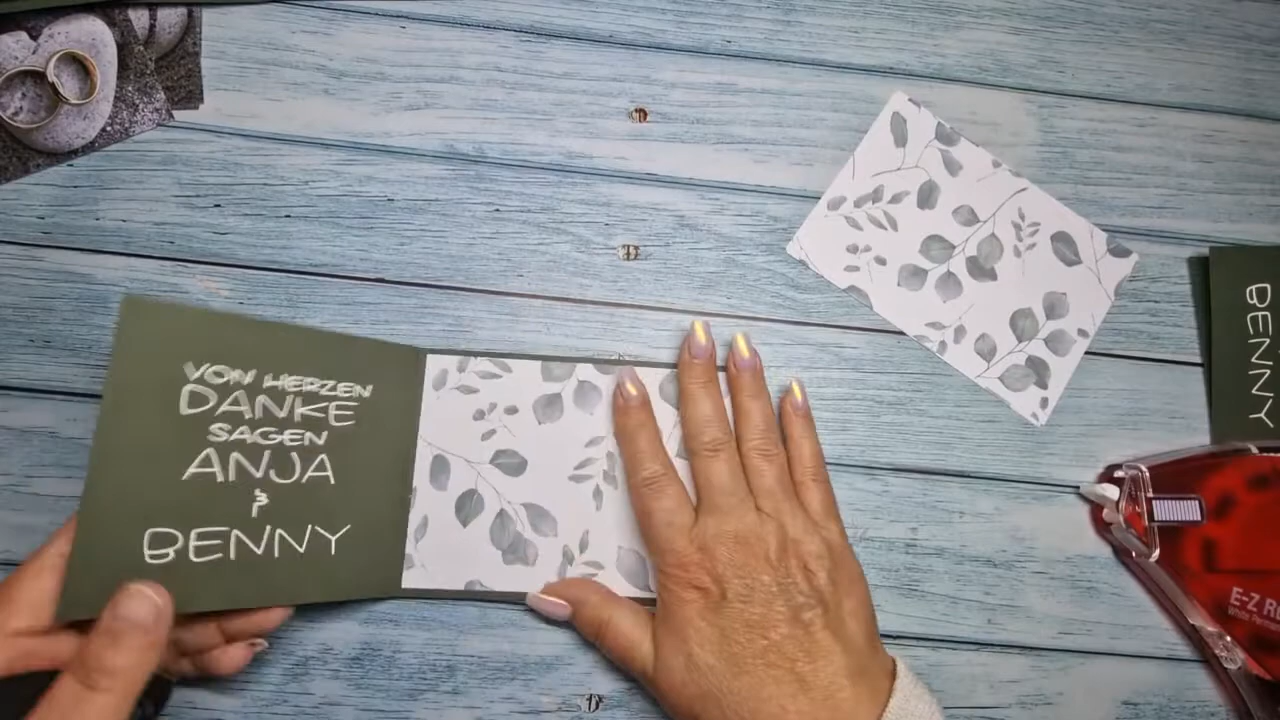 VON HERZEN
DANKE
SAGEN
ANJA
&
BENNY
BENNY
E-Z R